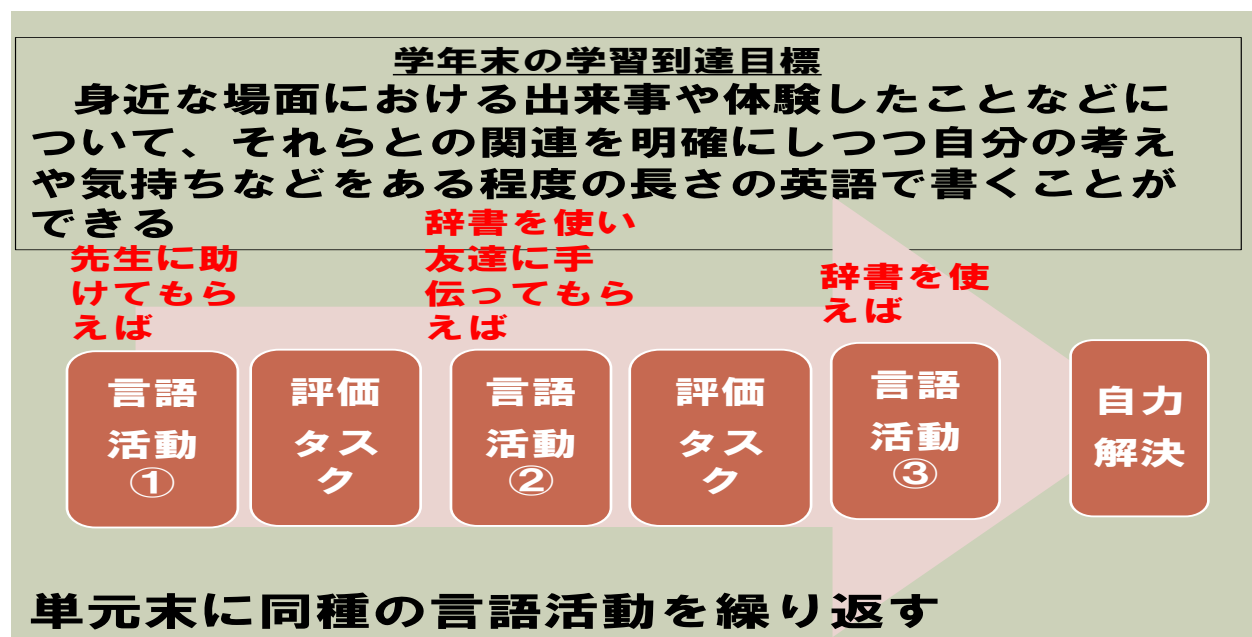 学年末の学習到達目標
身近な場面における出来事や体験したことなどに
ついて、それらとの関連を明確にしつつ自分の考え
や気持ちなどをある程度の長さの英語で書くことが
できる
先生に助
けてもら
えば
辞書を使い
友達に手
伝ってもら
えば
辞書を使
えば
言語
活動
①
評価
タス
ク
言語
活動
②
評価
タス
ク
言語
活動
③
自力
解決
単元末に同種の言語活動を繰り返す